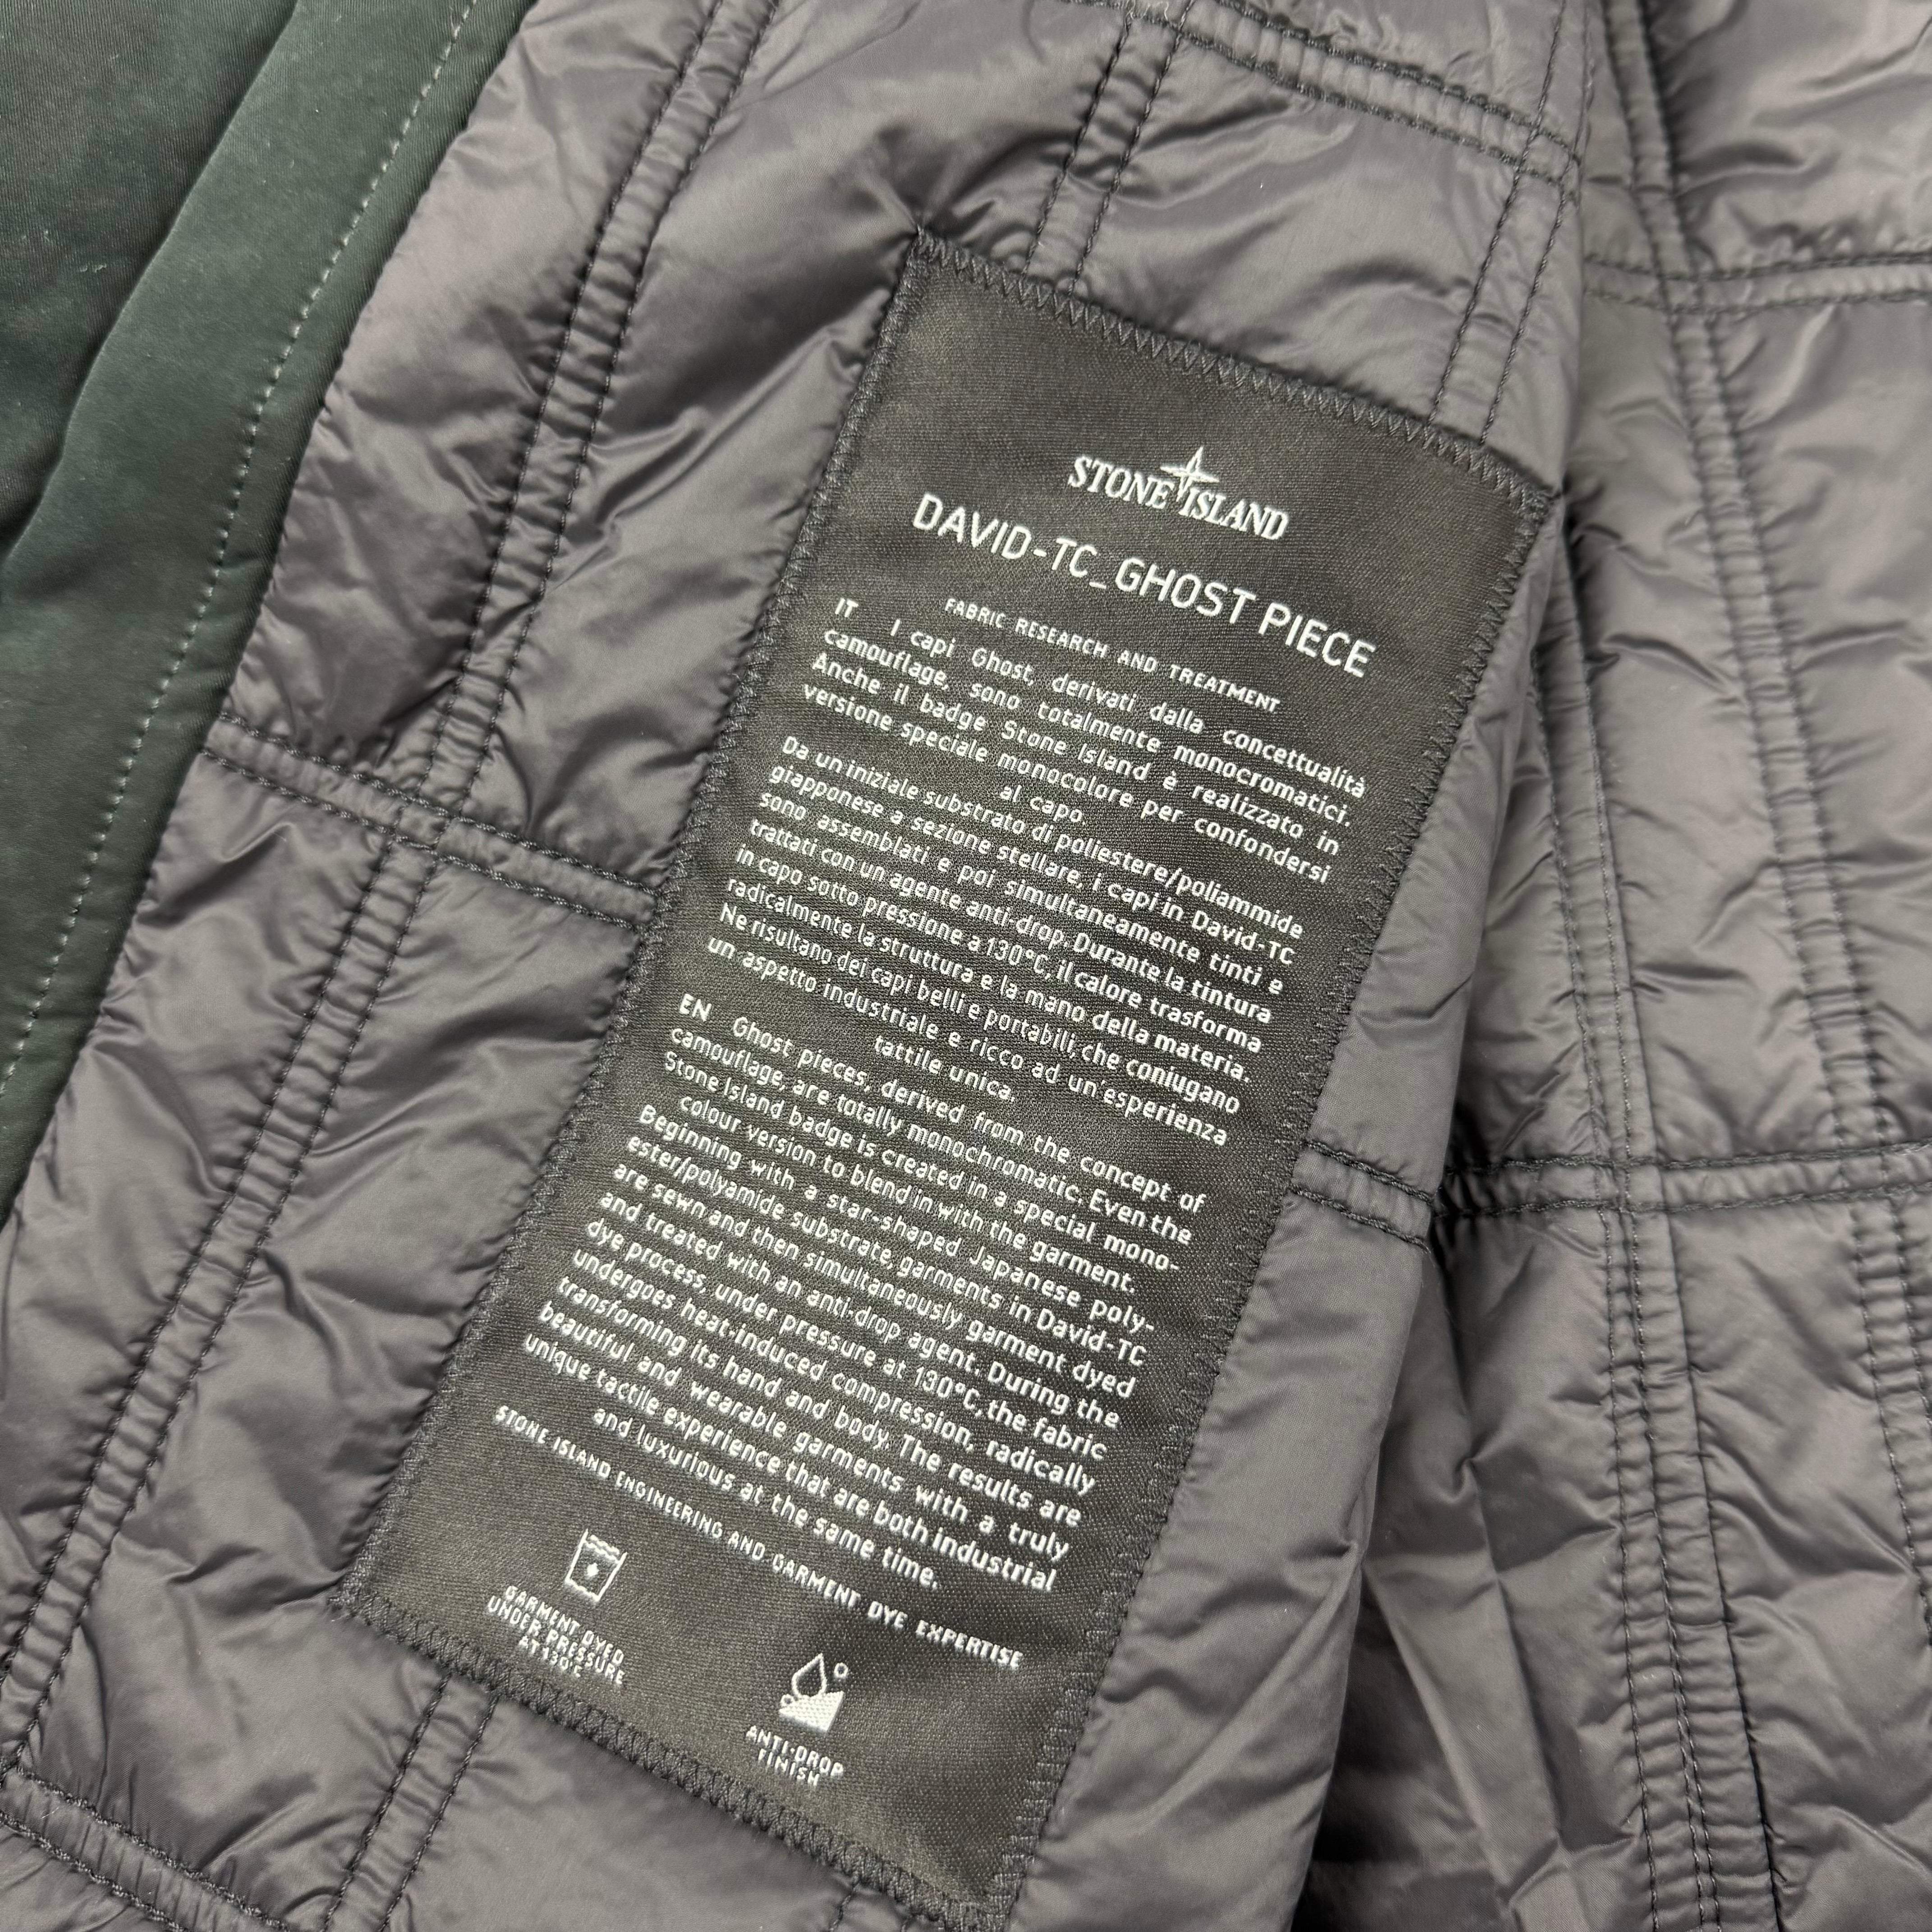 STONE ISLAND
DAVID-TC_GHOST PIECE
FABRIC RESEARCH AND TREATMENT
IT I capi Ghost, derivati dalla concettualità
camouflage, sono totalmente monocromatici.
Anche il badge Stone Island è realizzato in
versione speciale monocolore per confondersi
al capo.
Da un iniziale substrato di poliestere/poliammide
giapponese a sezione stellare, i capi in David-TC
sono assemblati e poi simultaneamente tinti e
trattati con un agente anti-drop. Durante la tintura
in capo sotto pressione a 130°C, il calore trasforma
radicalmente la struttura e la mano della materia.
Ne risultano dei capi belli e portabili, che coniugano
un aspetto industriale e ricco ad un'esperienza
tattile unica.
EN Ghost pieces, derived from the concept of
camouflage, are totally monochromatic. Even the
Stone Island badge is created in a special mono-
colour version to blend in with the garment.
Beginning with a star-shaped Japanese poly-
ester/polyamide substrate, garments in David-TC
are sewn and then simultaneously garment dyed
and treated with an anti-drop agent. During the
dye process, under pressure at 130°C, the fabric
undergoes heat-induced compression, radically
transforming its hand and body. The results are
beautiful and wearable garments with a truly
unique tactile experience that are both industrial
and luxurious at the same time.
STONE ISLAND ENGINEERING AND GARMENT DYE EXPERTISE
GARMENT DYED
UNDER PRESSURE
AT 130°C
ANTI-DROP
FINISH